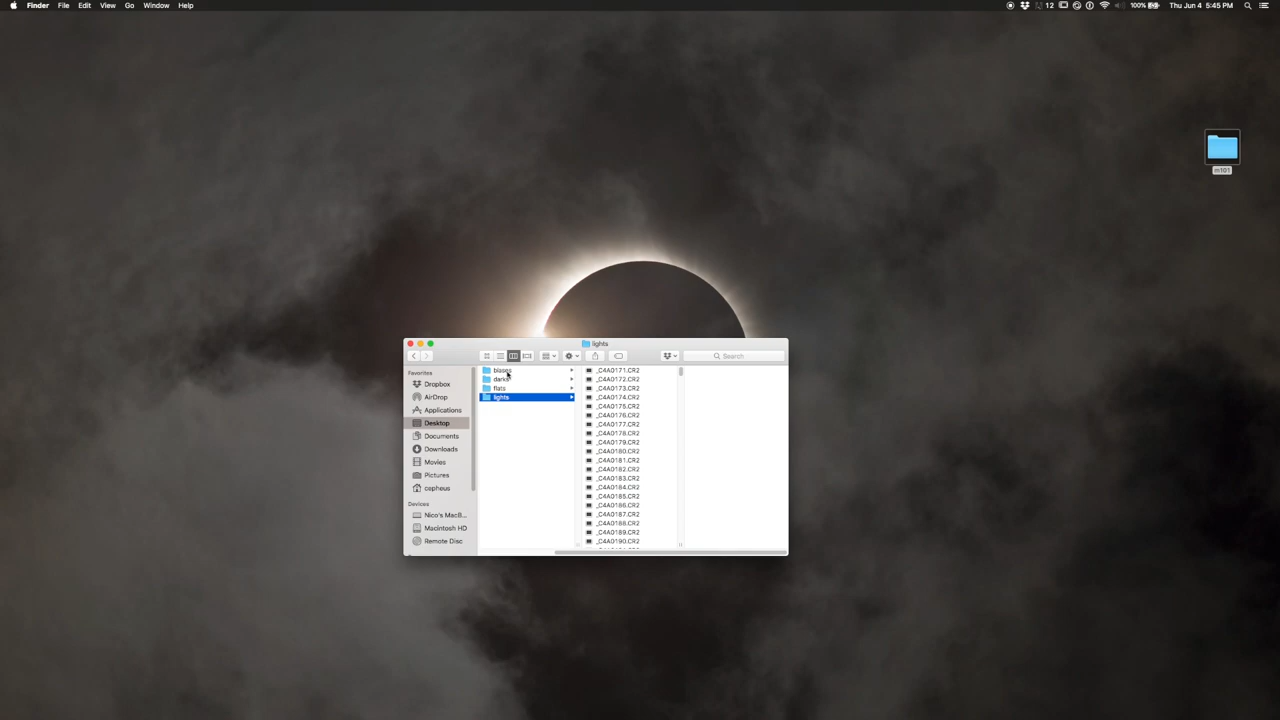 Finder File Edit View Go Window Help
12 100% Thu Jun 4 5:45 PM
m101
lights
Search
Favorites
Dropbox
AirDrop
Applications
Desktop
Documents
Downloads
Movies
Pictures
cepheus
Devices
Nico's MacB...
Macintosh HD
Remote Disc
biases
darks
flats
lights
_C4A0171.CR2
_C4A0172.CR2
_C4A0173.CR2
_C4A0174.CR2
_C4A0175.CR2
_C4A0176.CR2
_C4A0177.CR2
_C4A0178.CR2
_C4A0179.CR2
_C4A0180.CR2
_C4A0181.CR2
_C4A0182.CR2
_C4A0183.CR2
_C4A0184.CR2
_C4A0185.CR2
_C4A0186.CR2
_C4A0187.CR2
_C4A0188.CR2
_C4A0189.CR2
_C4A0190.CR2